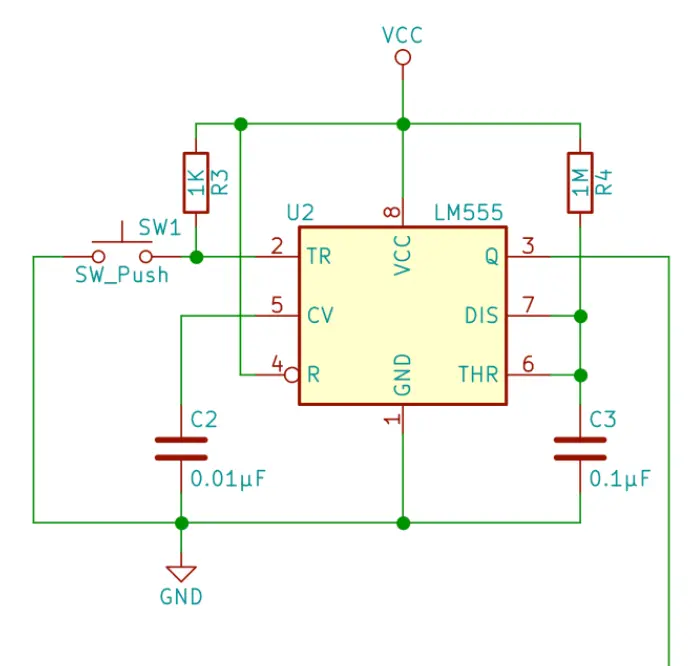 VCC
1K
R3
1M
R4
SW1
SW_Push
U2
8
LM555
2
TR
VCC
Q
3
5
CV
DIS
7
4
R
GND
THR
6
1
C2
0.01µF
C3
0.1µF
GND